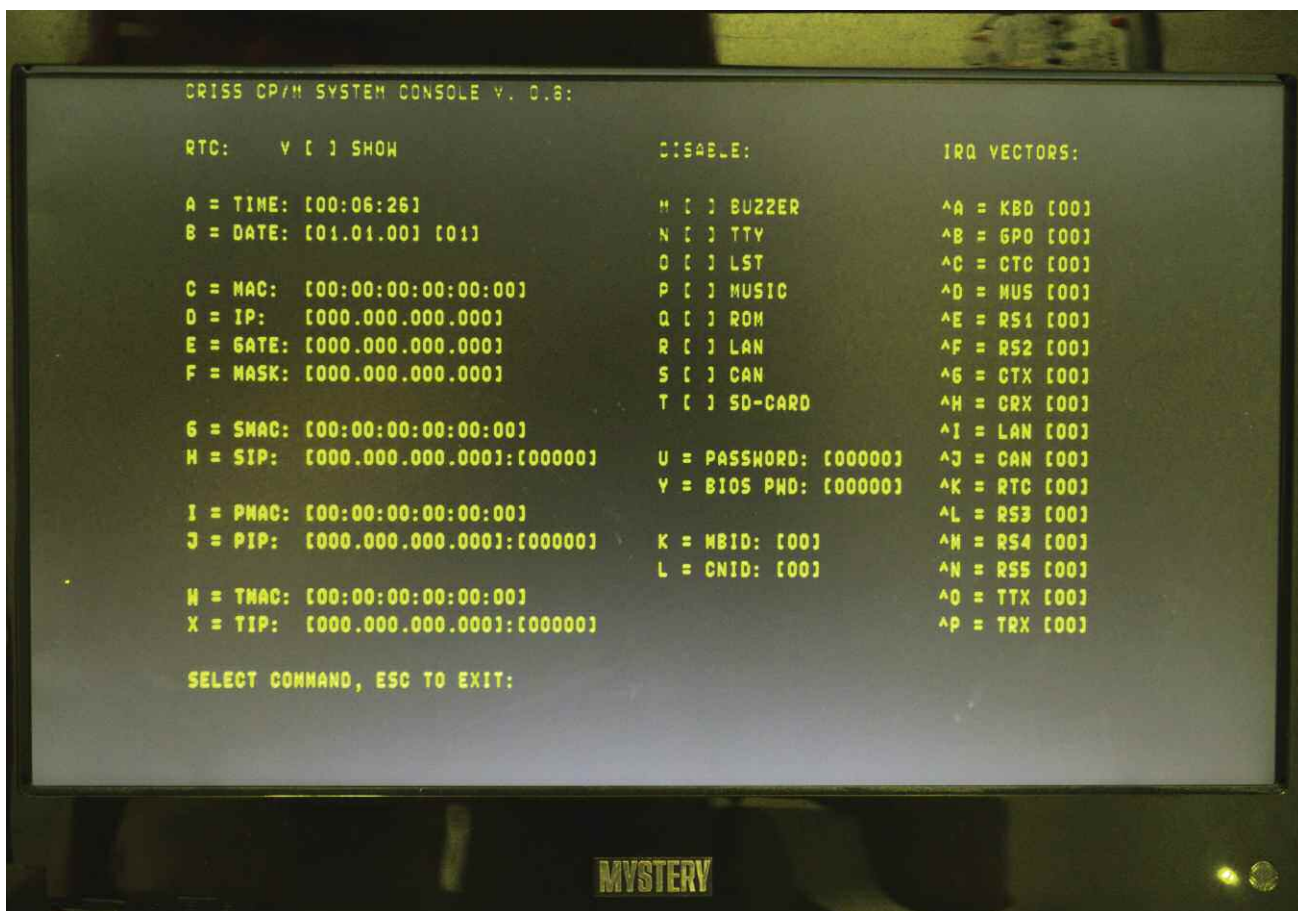 CRISS CP/M SYSTEM CONSOLE V. 0.6:
RTC: V [ ] SHOW
A = TIME: [00:06:26]
B = DATE: [01.01.00] [01]
C = MAC: [00:00:00:00:00:00]
D = IP: [000.000.000.000]
E = GATE: [000.000.000.000]
F = MASK: [000.000.000.000]
G = SMAC: [00:00:00:00:00:00]
H = SIP: [000.000.000.000]:[00000]
I = PMAC: [00:00:00:00:00:00]
J = PIP: [000.000.000.000]:[00000]
W = TMAC: [00:00:00:00:00:00]
X = TIP: [000.000.000.000]:[00000]
SELECT COMMAND, ESC TO EXIT:
DISABLE:
M [ ] BUZZER
N [ ] TTY
O [ ] LST
P [ ] MUSIC
Q [ ] ROM
R [ ] LAN
S [ ] CAN
T [ ] SD-CARD
U = PASSWORD: [00000]
Y = BIOS PWD: [00000]
K = MBID: [00]
L = CNID: [00]
IRQ VECTORS:
^A = KBD [00]
^B = GPO [00]
^C = CTC [00]
^D = MUS [00]
^E = RS1 [00]
^F = RS2 [00]
^G = CTX [00]
^H = CRX [00]
^I = LAN [00]
^J = CAN [00]
^K = RTC [00]
^L = RS3 [00]
^M = RS4 [00]
^N = RS5 [00]
^O = TTX [00]
^P = TRX [00]
MYSTERY